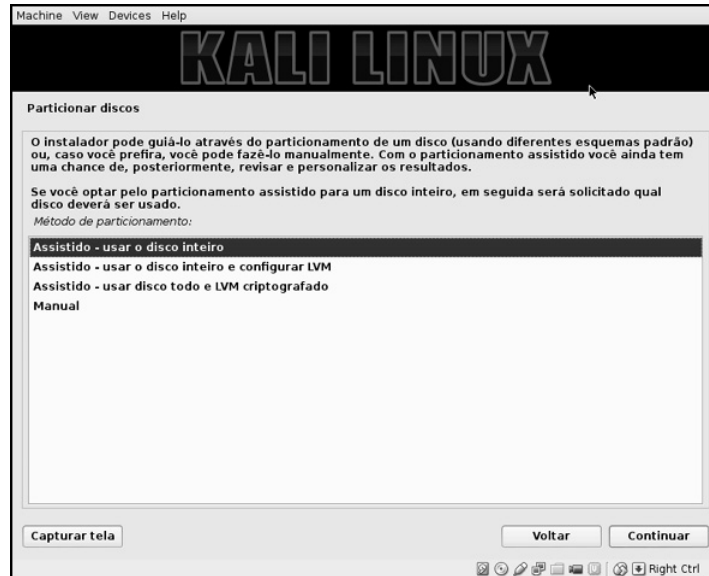 Machine View Devices Help
KALI LINUX
Particionar discos
O instalador pode guiá-lo através do particionamento de um disco (usando diferentes esquemas padrão)
ou, caso você prefira, você pode fazê-lo manualmente. Com o particionamento assistido você ainda tem
uma chance de, posteriormente, revisar e personalizar os resultados.
Se você optar pelo particionamento assistido para um disco inteiro, em seguida será solicitado qual
disco deverá ser usado.
Método de particionamento:
Assistido - usar o disco inteiro
Assistido - usar o disco inteiro e configurar LVM
Assistido - usar disco todo e LVM criptografado
Manual
Capturar tela
Voltar
Continuar
Right Ctrl